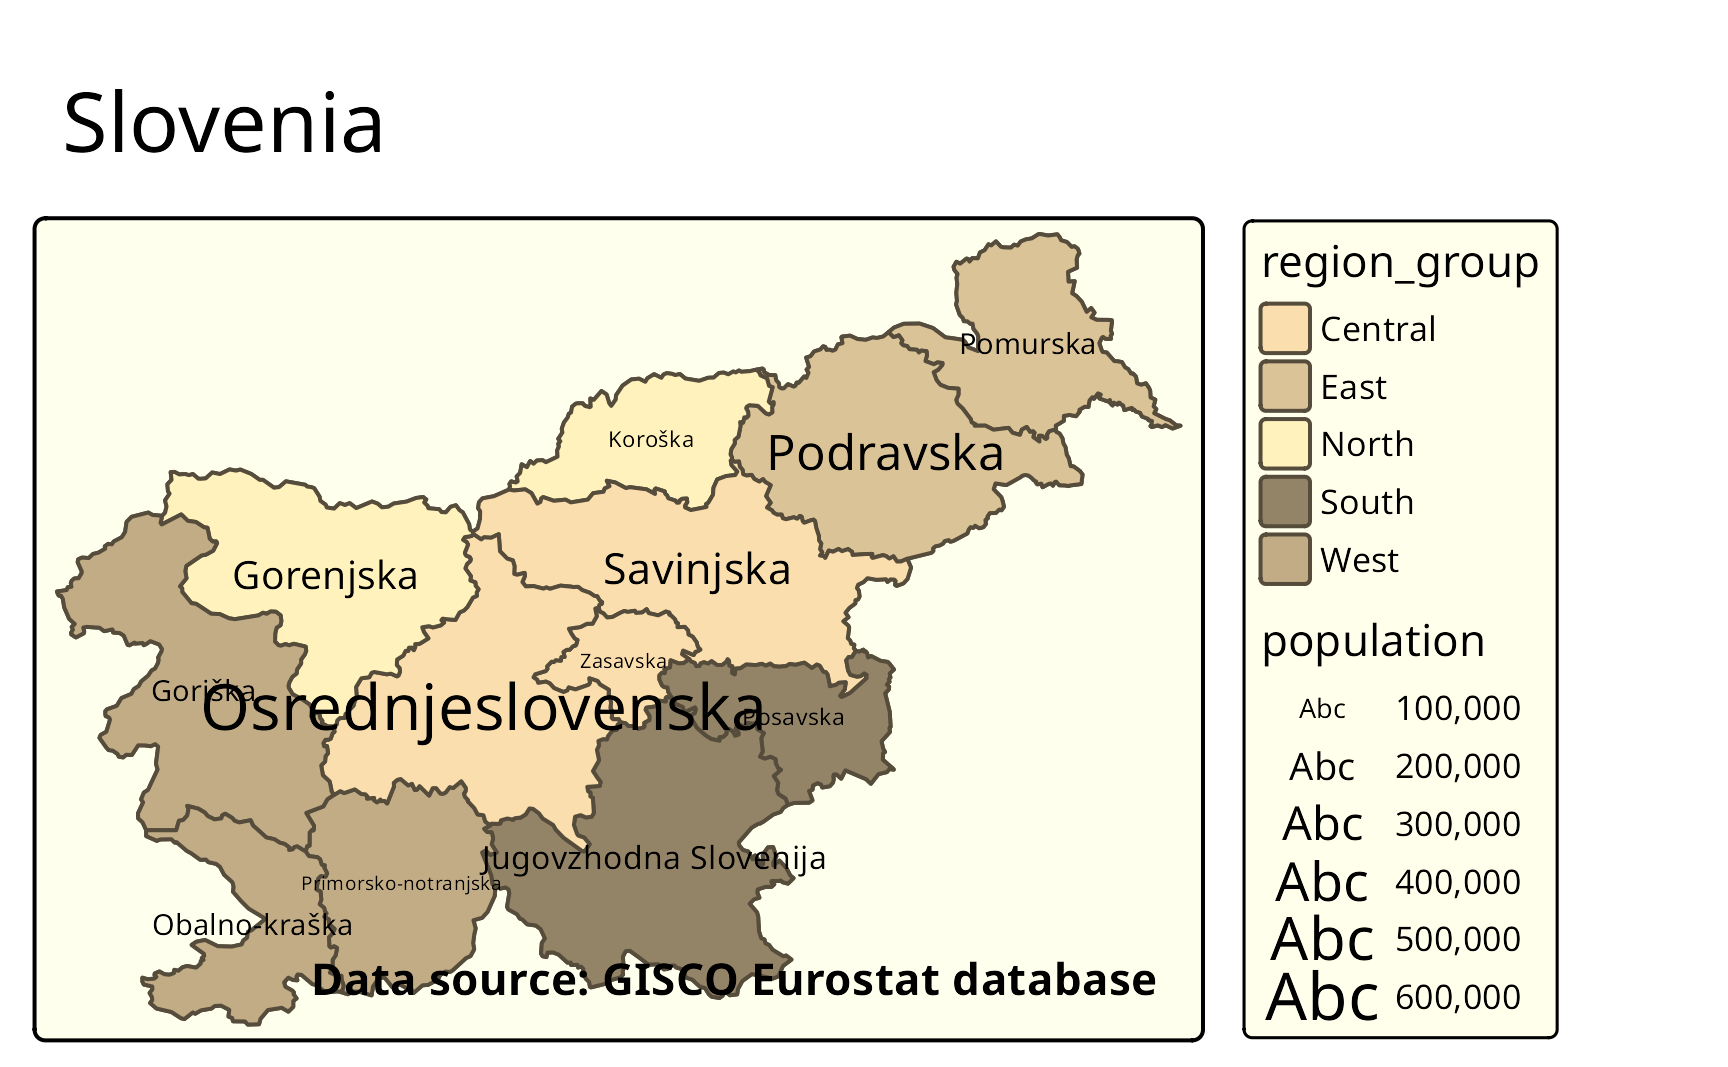 Slovenia
Pomurska
Koroška
Podravska
Gorenjska
Savinjska
Zasavska
Goriška
Osrednjeslovenska
Posavska
Jugovzhodna Slovenija
Primorsko-notranjska
Obalno-kraška
Data source: GISCO Eurostat database
region_group
Central
East
North
South
West
population
Abc 100,000
Abc 200,000
Abc 300,000
Abc 400,000
Abc 500,000
Abc 600,000